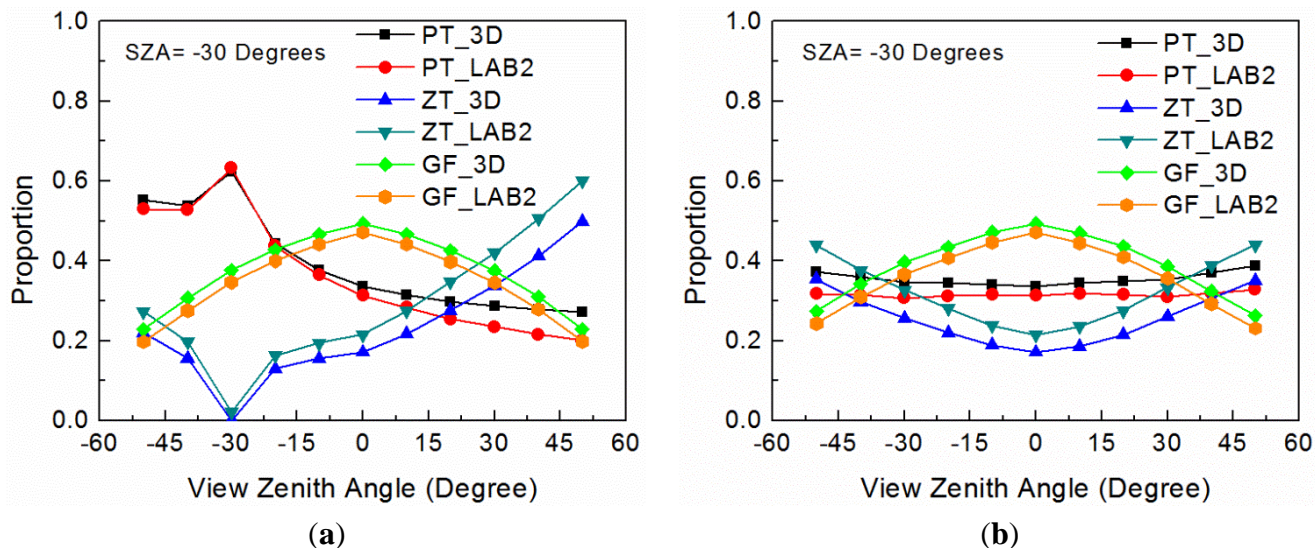 SZA= -30 Degrees
PT_3D
PT_LAB2
ZT_3D
ZT_LAB2
GF_3D
GF_LAB2
Proportion
1.0
0.8
0.6
0.4
0.2
0.0
-60 -45 -30 -15 0 15 30 45 60
View Zenith Angle (Degree)
(a)
SZA= -30 Degrees
PT_3D
PT_LAB2
ZT_3D
ZT_LAB2
GF_3D
GF_LAB2
Proportion
1.0
0.8
0.6
0.4
0.2
0.0
-60 -45 -30 -15 0 15 30 45 60
View Zenith Angle (Degree)
(b)